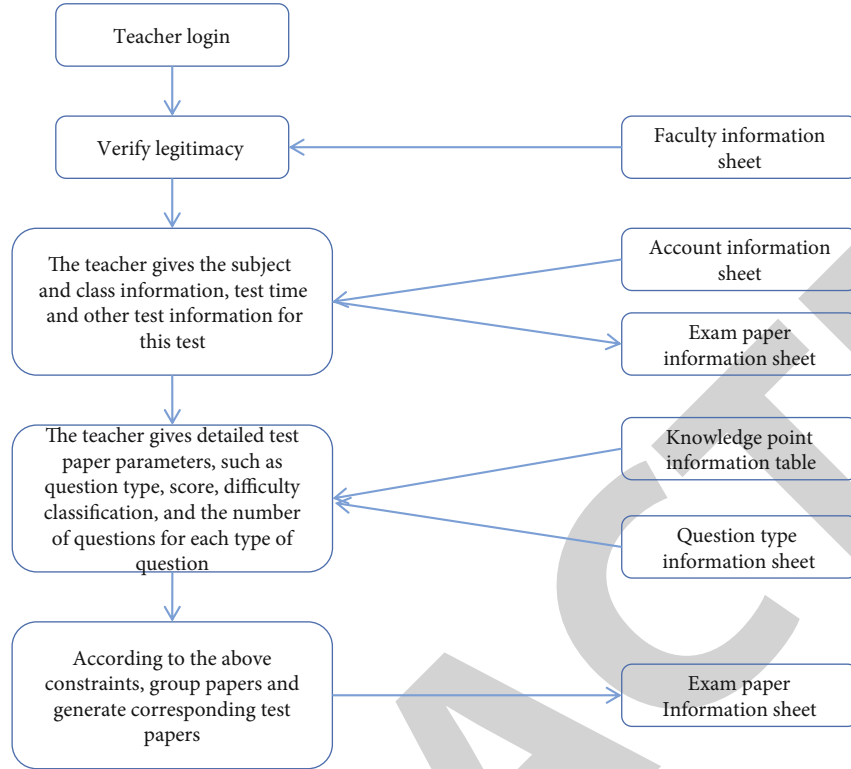 Teacher login
Verify legitimacy
Faculty information
sheet
The teacher gives the subject
and class information, test time
and other test information for
this test
Account information
sheet
Exam paper
information sheet
The teacher gives detailed test
paper parameters, such as
question type, score, difficulty
classification, and the number
of questions for each type of
question
Knowledge point
information table
Question type
information sheet
According to the above
constraints, group papers and
generate corresponding test
papers
Exam paper
Information sheet